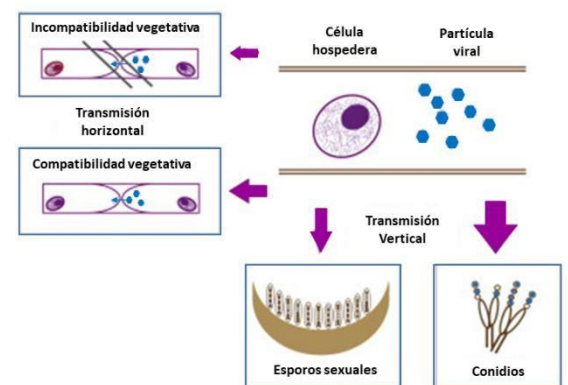 Incompatibilidad vegetativa
Célula
hospedera
Partícula
viral
Transmisión
horizontal
Compatibilidad vegetativa
Transmisión
Vertical
Esporos sexuales
Conidios